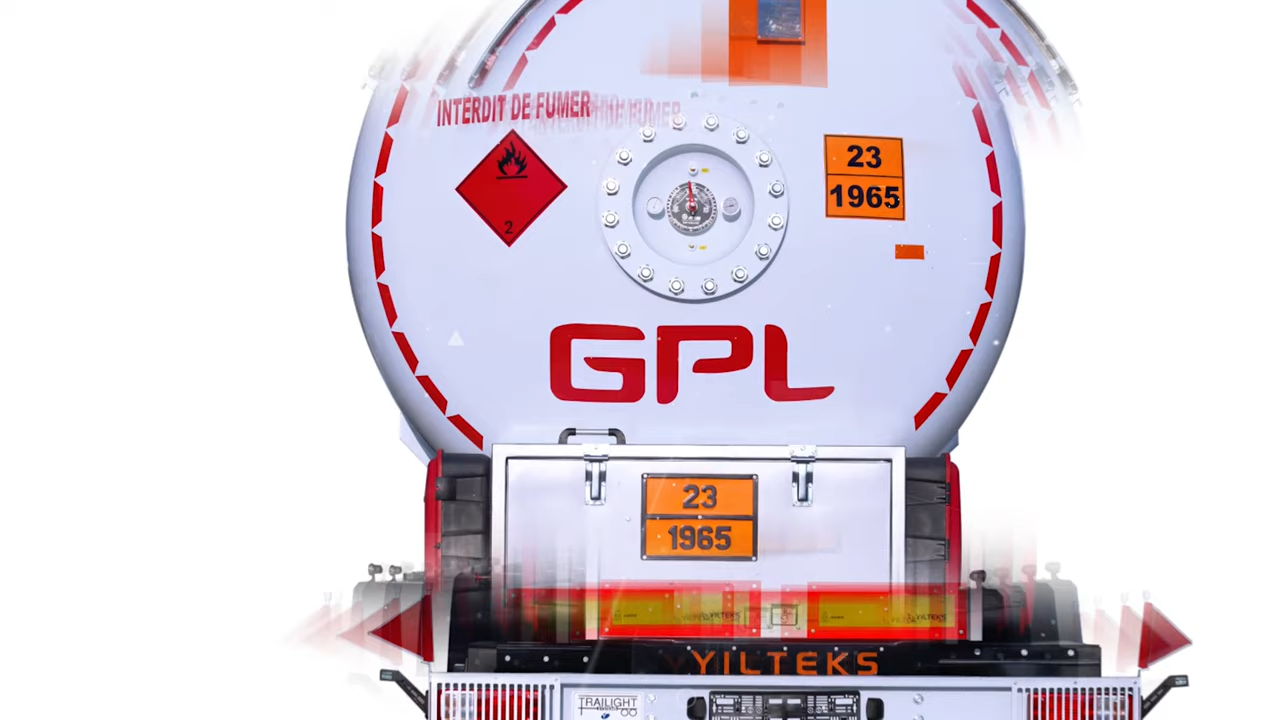 INTERDIT DE FUMER
23
1965
2
GPL
23
1965
YILTEKS
TRAILIGHT